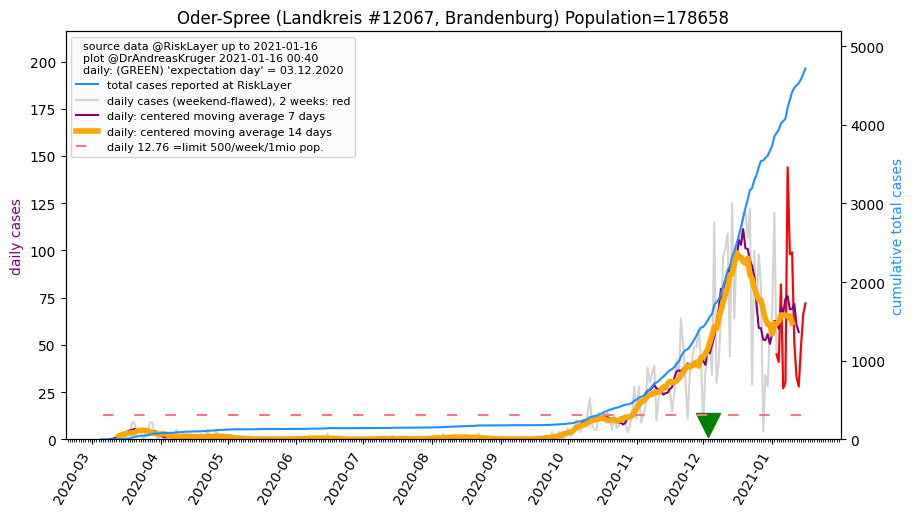 Oder-Spree (Landkreis #12067, Brandenburg) Population=178658
source data @RiskLayer up to 2021-01-16
plot @DrAndreasKruger 2021-01-16 00:40
daily: (GREEN) 'expectation day' = 03.12.2020
total cases reported at RiskLayer
daily cases (weekend-flawed), 2 weeks: red
daily: centered moving average 7 days
daily: centered moving average 14 days
daily 12.76 =limit 500/week/1mio pop.
daily cases
200
175
150
125
100
75
50
25
0
5000
4000
3000
2000
1000
0
cumulative total cases
2020-03
2020-04
2020-05
2020-06
2020-07
2020-08
2020-09
2020-10
2020-11
2020-12
2021-01